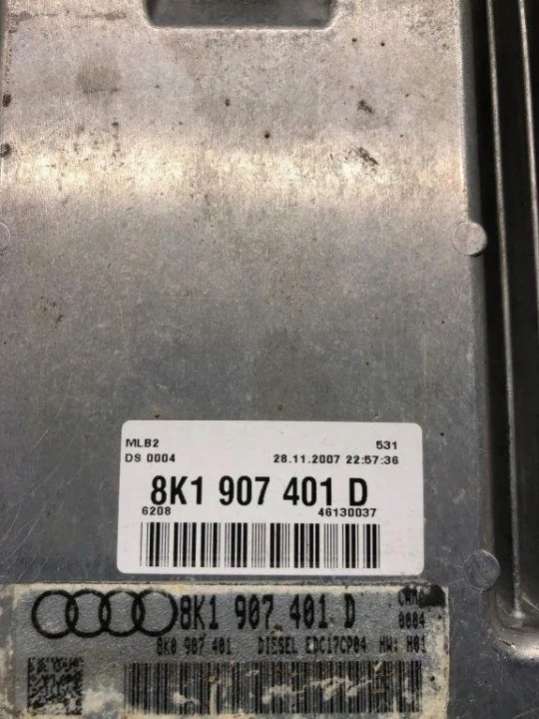 MLB2 531
DS 0004 28.11.2007 22:57:36
8K1 907 401 D
6208 46130037
8K1 907 401 D
0004
8K0 907 401 DIESEL EDC17CP04 HW: H01